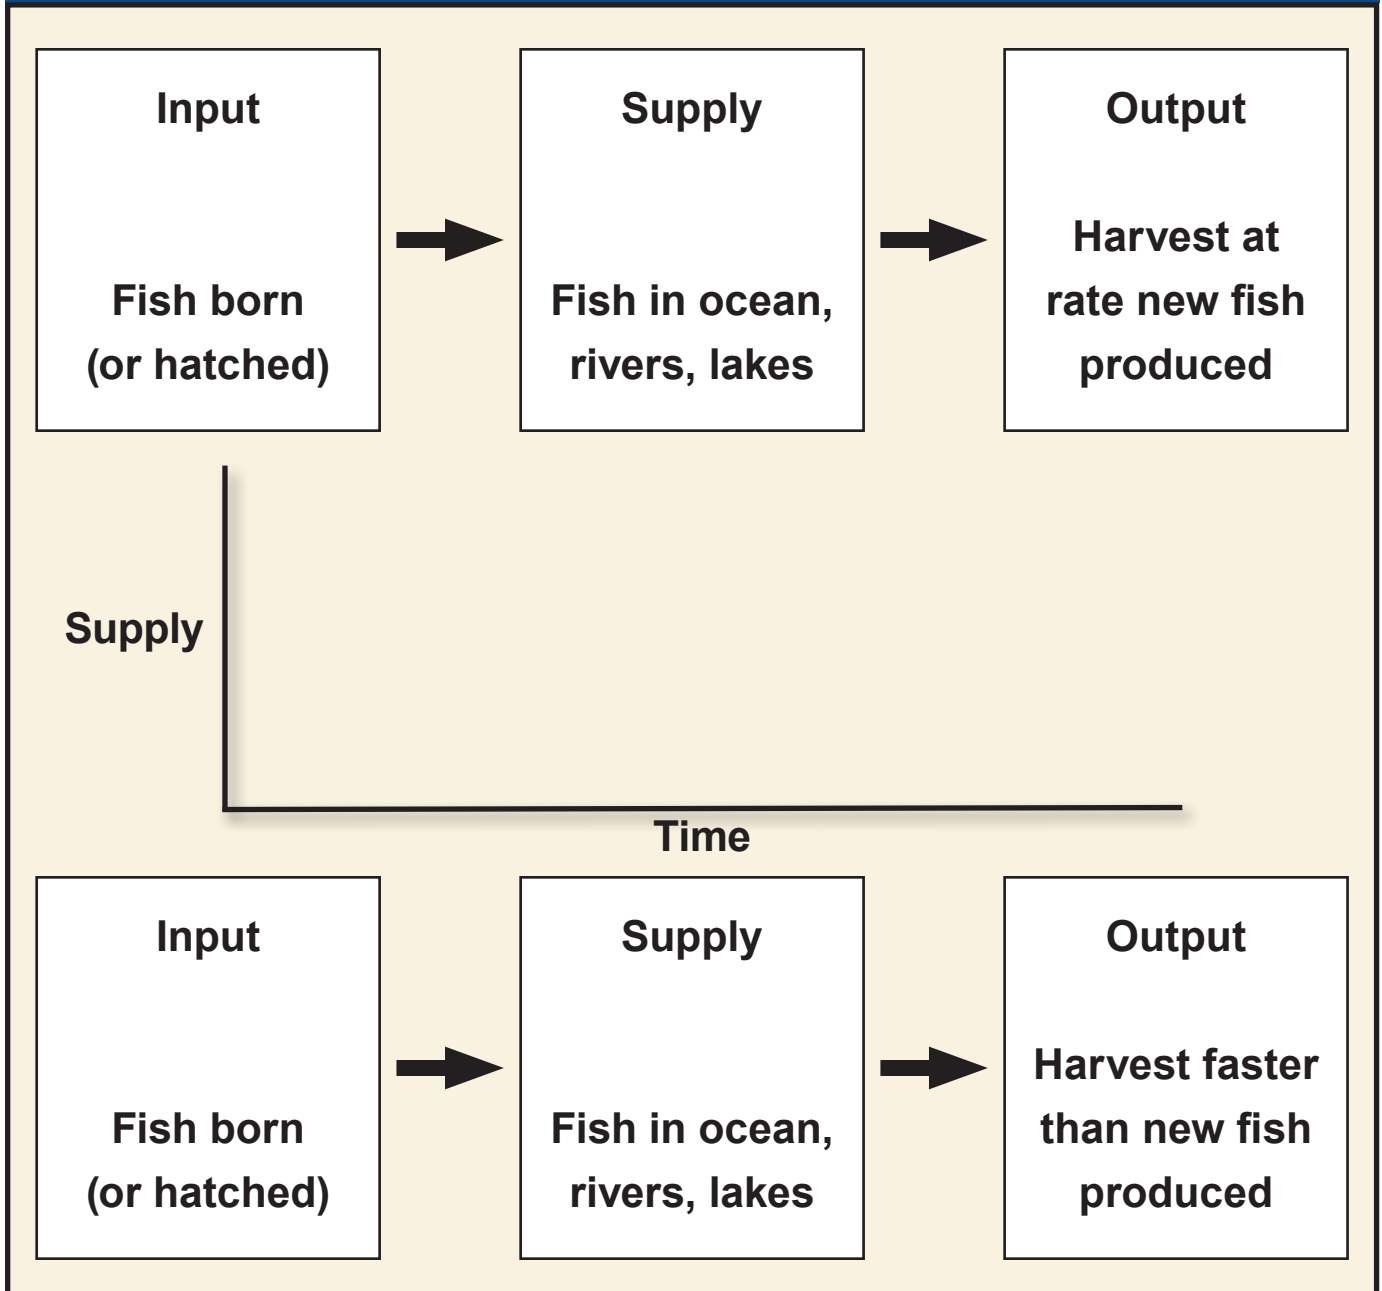 Input
Fish born
(or hatched)
Supply
Fish in ocean,
rivers, lakes
Output
Harvest at
rate new fish
produced
Supply
Time
Input
Fish born
(or hatched)
Supply
Fish in ocean,
rivers, lakes
Output
Harvest faster
than new fish
produced